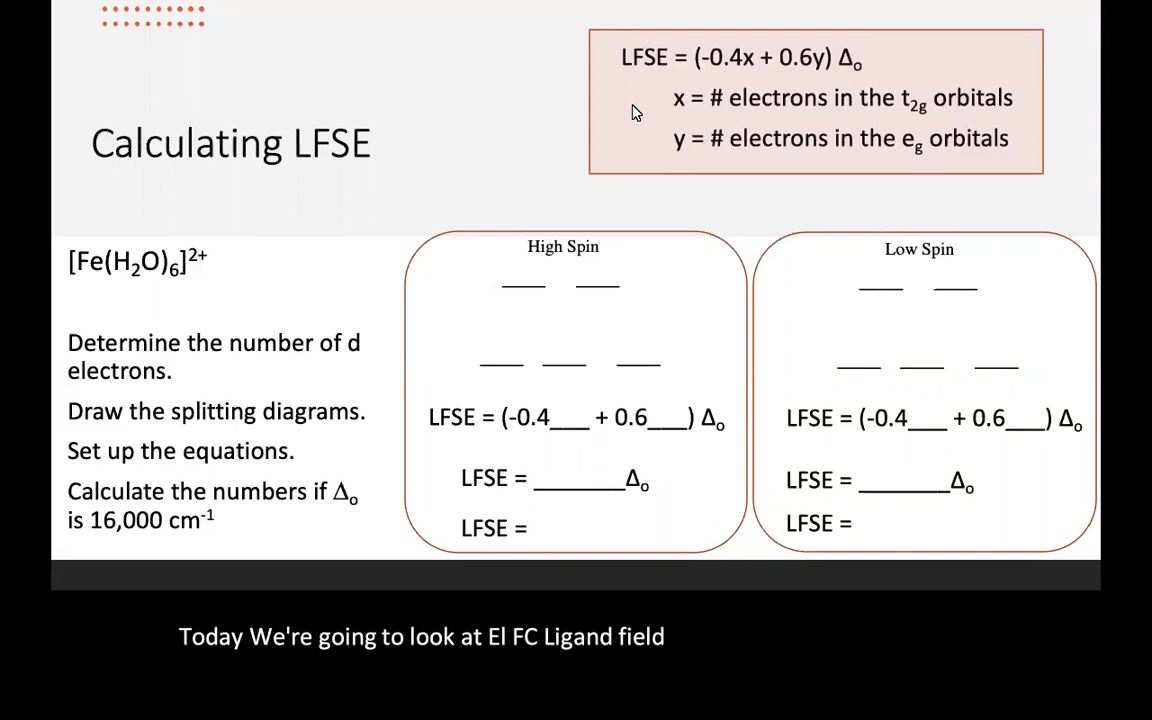 LFSE = (-0.4x + 0.6y) Δₒ
x = # electrons in the t₂g orbitals
y = # electrons in the eg orbitals
Calculating LFSE
[Fe(H₂O)₆]²⁺
Determine the number of d
electrons.
Draw the splitting diagrams.
Set up the equations.
Calculate the numbers if Δₒ
is 16,000 cm⁻¹
High Spin
LFSE = (-0.4___ + 0.6___) Δₒ
LFSE = _______Δₒ
LFSE =
Low Spin
LFSE = (-0.4___ + 0.6___) Δₒ
LFSE = _______Δₒ
LFSE =
Today We're going to look at El FC Ligand field